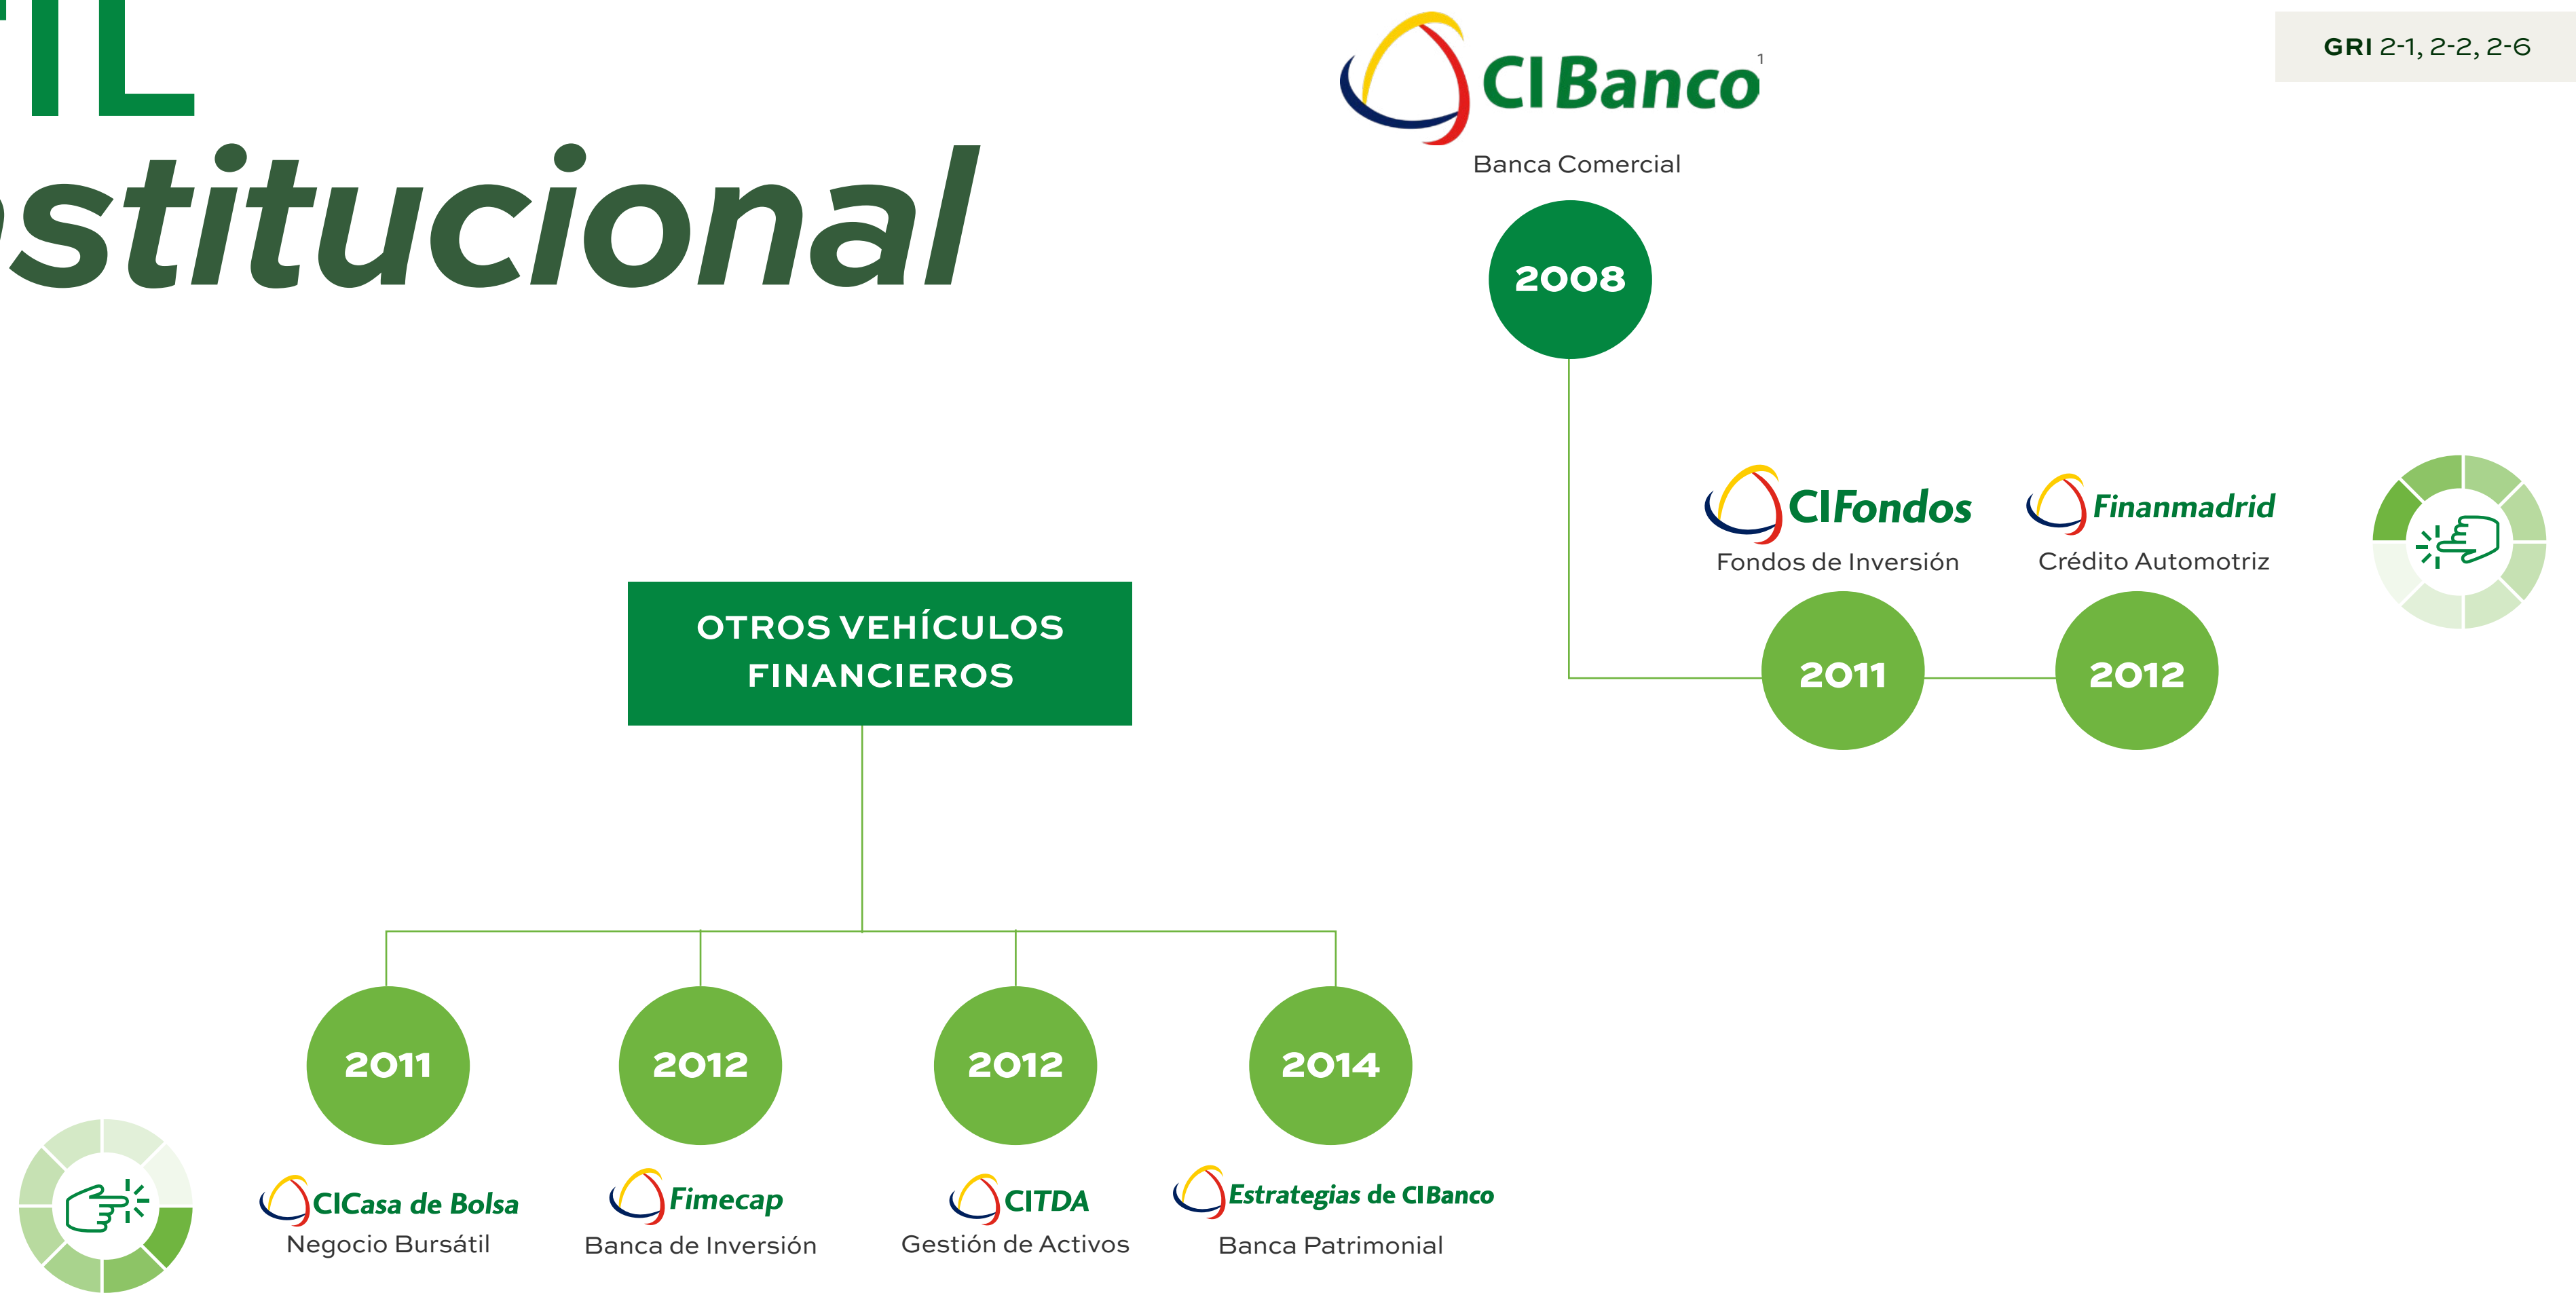 GRI 2-1, 2-2, 2-6
stitucional
CIBanco¹
Banca Comercial
2008
CIFondos
Fondos de Inversión
2011
Finanmadrid
Crédito Automotriz
2012
OTROS VEHÍCULOS
FINANCIEROS
2011
CICasa de Bolsa
Negocio Bursátil
2012
Fimecap
Banca de Inversión
2012
CITDA
Gestión de Activos
2014
Estrategias de CIBanco
Banca Patrimonial